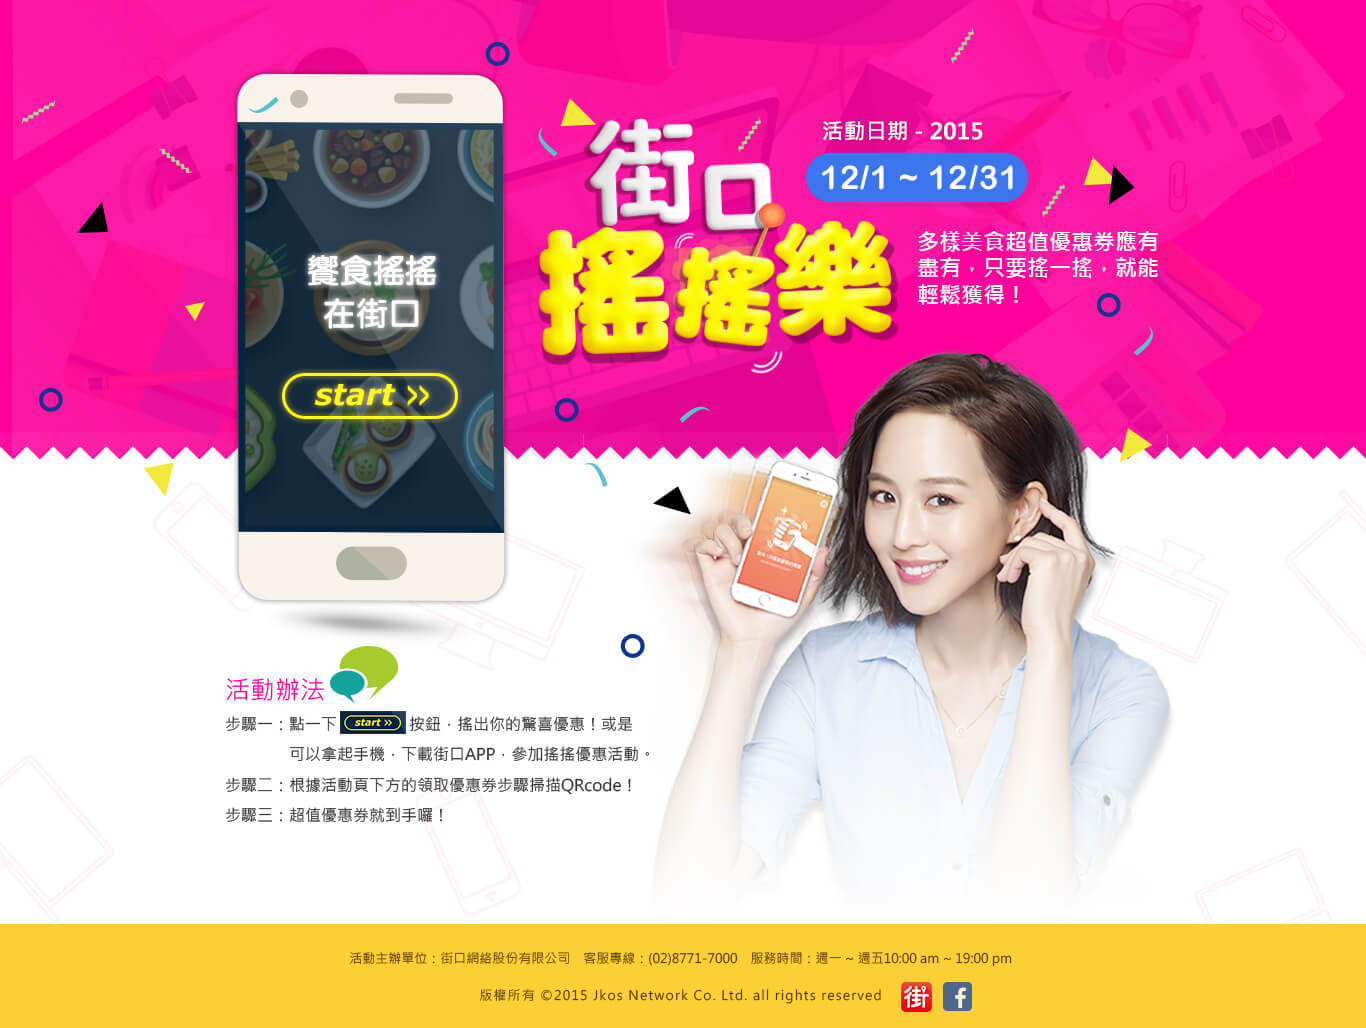 活動日期 - 2015
12/1 ~ 12/31
街口
搖搖樂
多樣美食超值優惠券應有
盡有，只要搖一搖，就能
輕鬆獲得！
饗食搖搖
在街口
start »
活動辦法
步驟一：點一下 start » 按鈕，搖出你的驚喜優惠！或是
可以拿起手機，下載街口APP，參加搖搖優惠活動。
步驟二：根據活動頁下方的領取優惠券步驟掃描QRcode！
步驟三：超值優惠券就到手囉！
活動主辦單位：街口網絡股份有限公司　客服專線：(02)8771-7000　服務時間：週一 ~ 週五10:00 am ~ 19:00 pm
版權所有 ©2015 Jkos Network Co. Ltd. all rights reserved 街 f